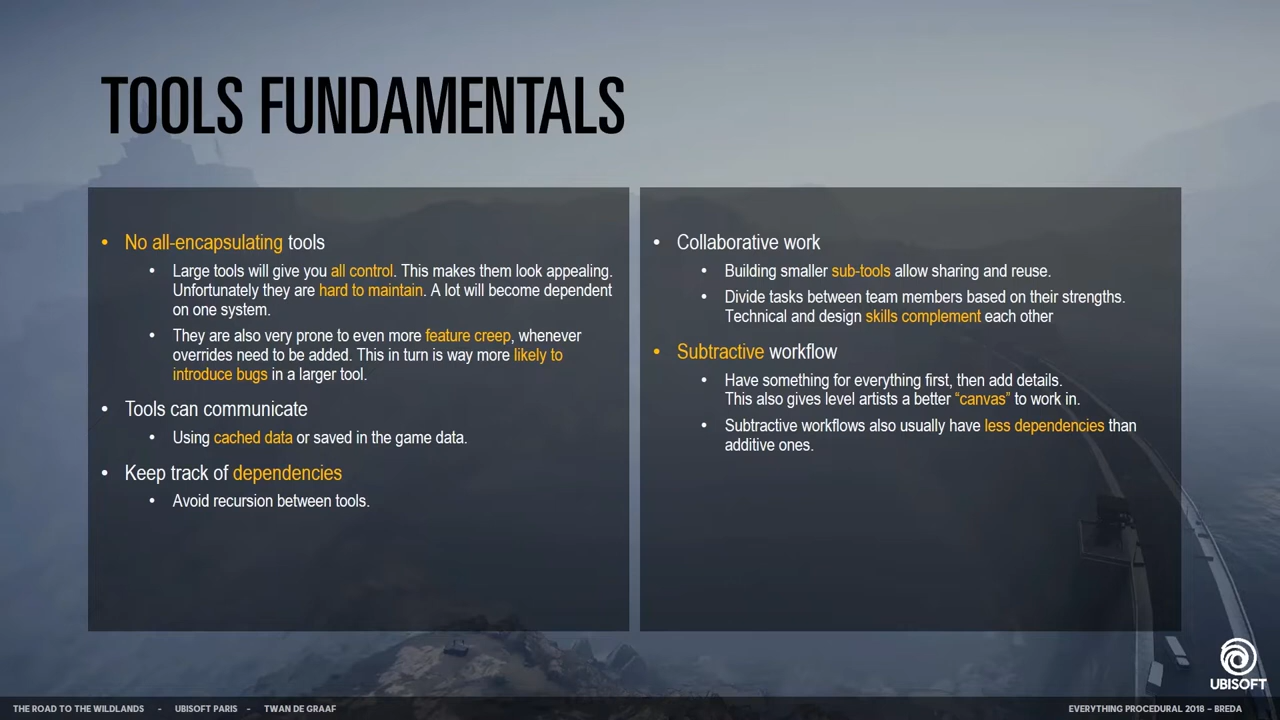 TOOLS FUNDAMENTALS
• No all-encapsulating tools
• Large tools will give you all control. This makes them look appealing.
Unfortunately they are hard to maintain. A lot will become dependent
on one system.
• They are also very prone to even more feature creep, whenever
overrides need to be added. This in turn is way more likely to
introduce bugs in a larger tool.
• Tools can communicate
• Using cached data or saved in the game data.
• Keep track of dependencies
• Avoid recursion between tools.
• Collaborative work
• Building smaller sub-tools allow sharing and reuse.
• Divide tasks between team members based on their strengths.
Technical and design skills complement each other
• Subtractive workflow
• Have something for everything first, then add details.
This also gives level artists a better “canvas” to work in.
• Subtractive workflows also usually have less dependencies than
additive ones.
UBISOFT
THE ROAD TO THE WILDLANDS - UBISOFT PARIS - TWAN DE GRAAF
EVERYTHING PROCEDURAL 2018 – BREDA